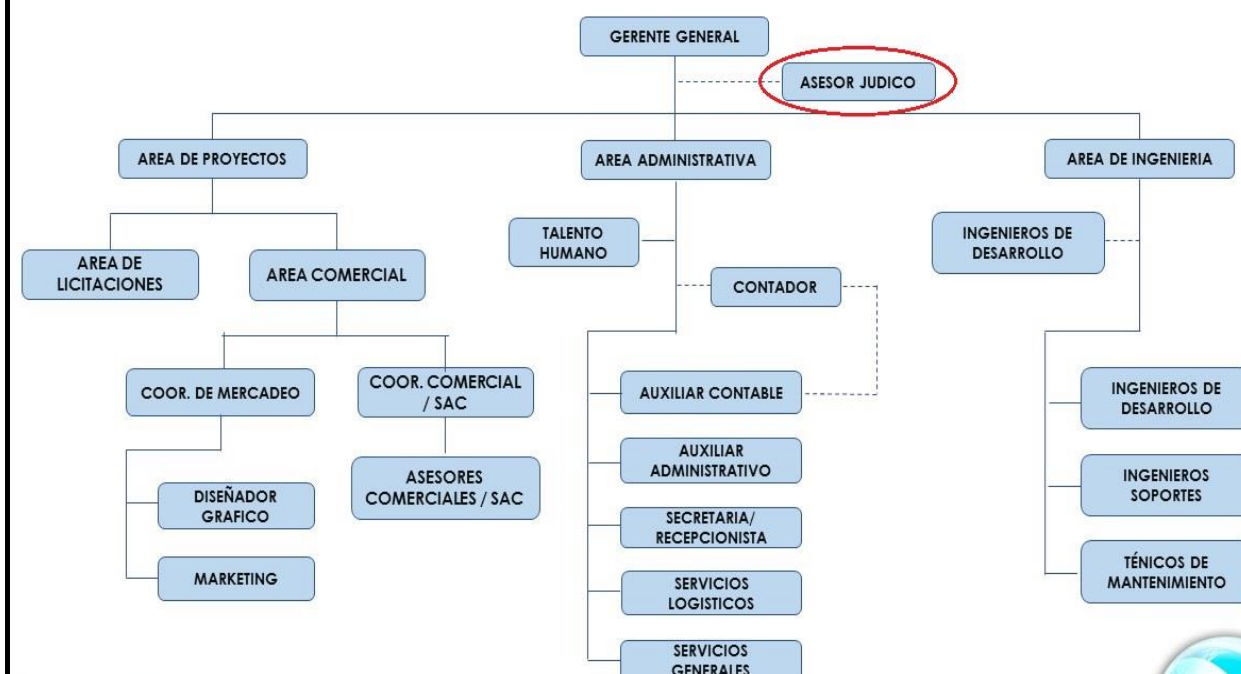 GERENTE GENERAL
ASESOR JUDICO
AREA DE PROYECTOS
AREA ADMINISTRATIVA
AREA DE INGENIERIA
AREA DE
LICITACIONES
AREA COMERCIAL
TALENTO
HUMANO
CONTADOR
INGENIEROS DE
DESARROLLO
COOR. DE MERCADEO
COOR. COMERCIAL
/ SAC
DISEÑADOR
GRAFICO
MARKETING
ASESORES
COMERCIALES / SAC
AUXILIAR CONTABLE
AUXILIAR
ADMINISTRATIVO
SECRETARIA/
RECEPCIONISTA
SERVICIOS
LOGISTICOS
SERVICIOS
GENERALES
INGENIEROS DE
DESARROLLO
INGENIEROS
SOPORTES
TÉNICOS DE
MANTENIMIENTO